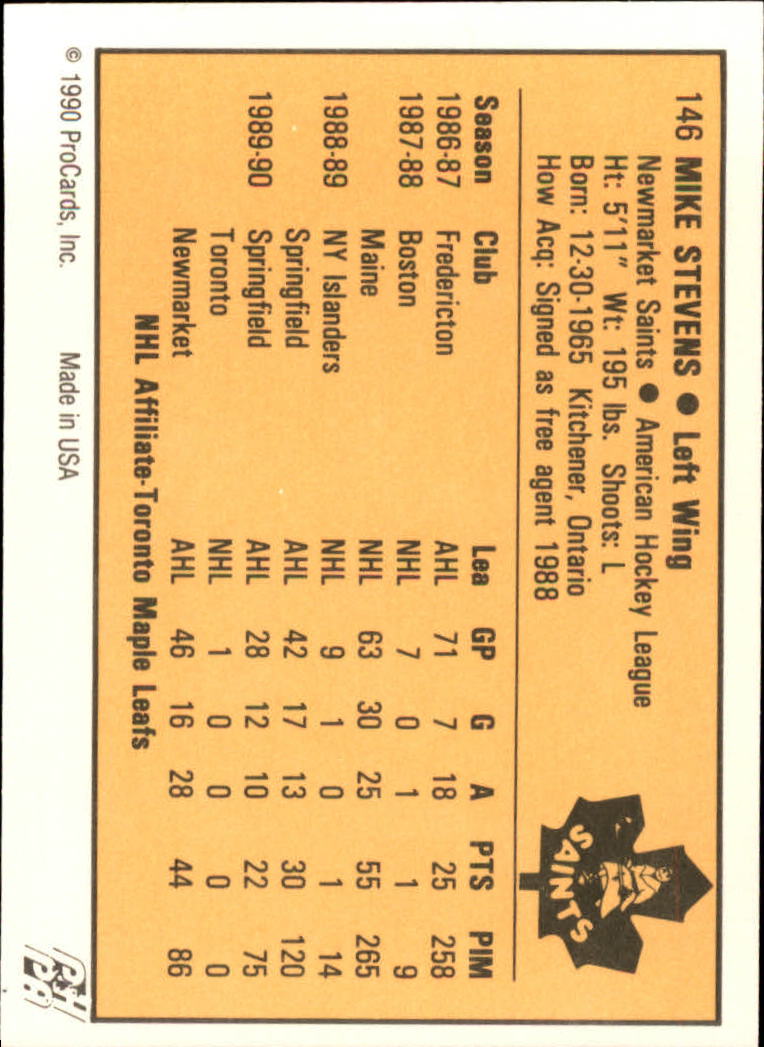 146 MIKE STEVENS ● Left Wing
Newmarket Saints ● American Hockey League
Ht: 5'11" Wt: 195 lbs. Shoots: L
Born: 12-30-1965 Kitchener, Ontario
How Acq: Signed as free agent 1988
SAINTS
Season Club Lea GP G A PTS PIM
1986-87 Fredericton AHL 71 7 18 25 258
1987-88 Boston NHL 7 0 1 1 9
Maine NHL 63 30 25 55 265
1988-89 NY Islanders NHL 9 1 0 1 14
Springfield AHL 42 17 13 30 120
1989-90 Springfield AHL 28 12 10 22 75
Toronto NHL 1 0 0 0 0
Newmarket AHL 46 16 28 44 86
NHL Affiliate-Toronto Maple Leafs
© 1990 ProCards, Inc. Made in USA